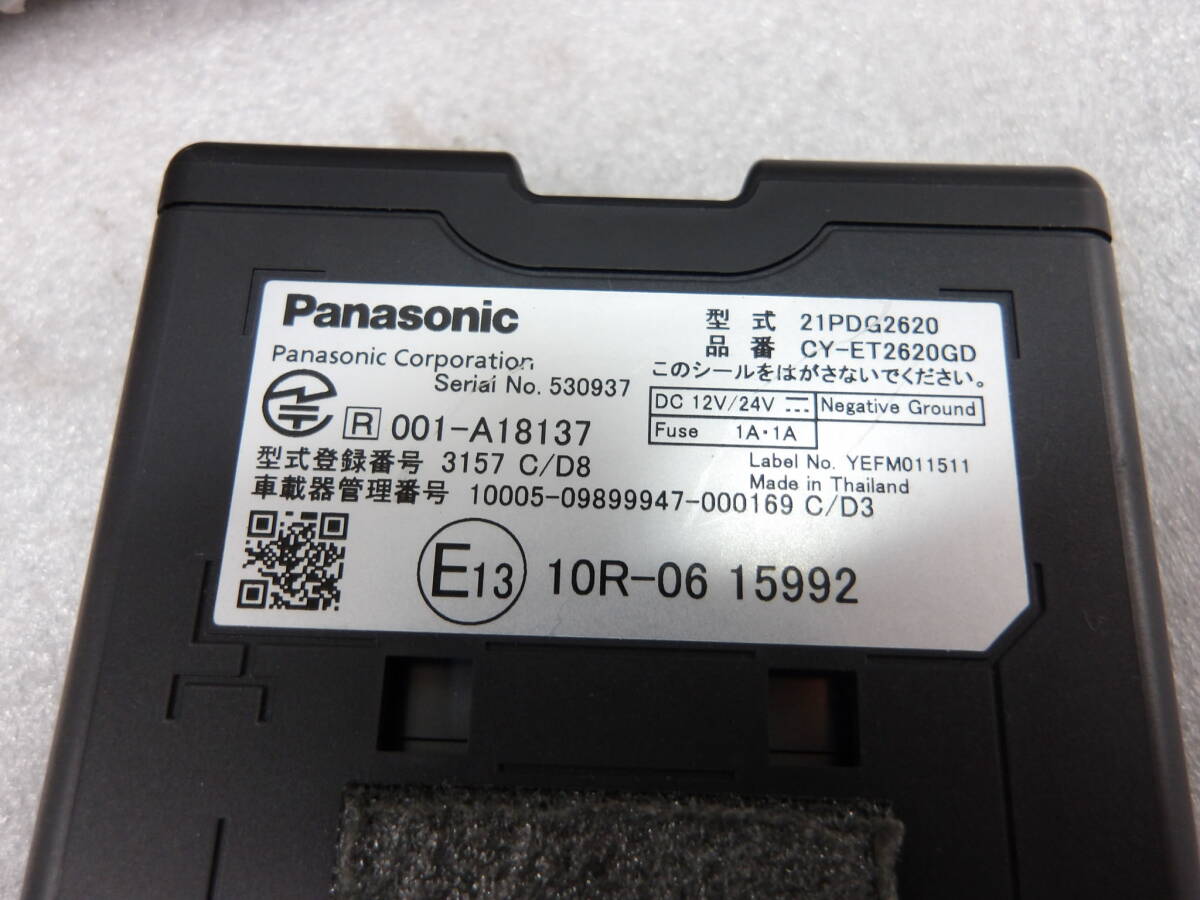 Panasonic
型 式 21PDG2620
品 番 CY-ET2620GD
Panasonic Corporation
このシールをはがさないでください。
Serial No. 530937
DC 12V/24V Negative Ground
Fuse 1A・1A
R 001-A18137
Label No. YEFM011511
型式登録番号 3157 C/D8
Made in Thailand
車載器管理番号 10005-09899947-000169 C/D3
E13 10R-06 15992